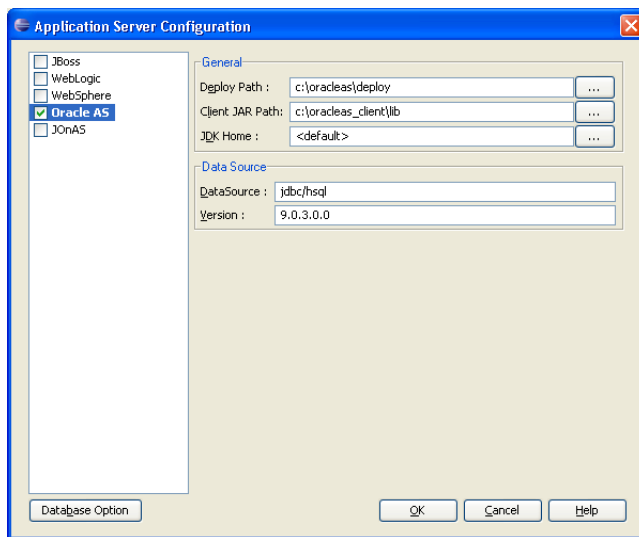 Application Server Configuration
JBoss
WebLogic
WebSphere
Oracle AS
JOnAS
General
Deploy Path : c:\oracleas\deploy ...
Client JAR Path: c:\oracleas_client\lib ...
JDK Home : <default> ...
Data Source
DataSource : jdbc/hsql
Version : 9.0.3.0.0
Database Option OK Cancel Help